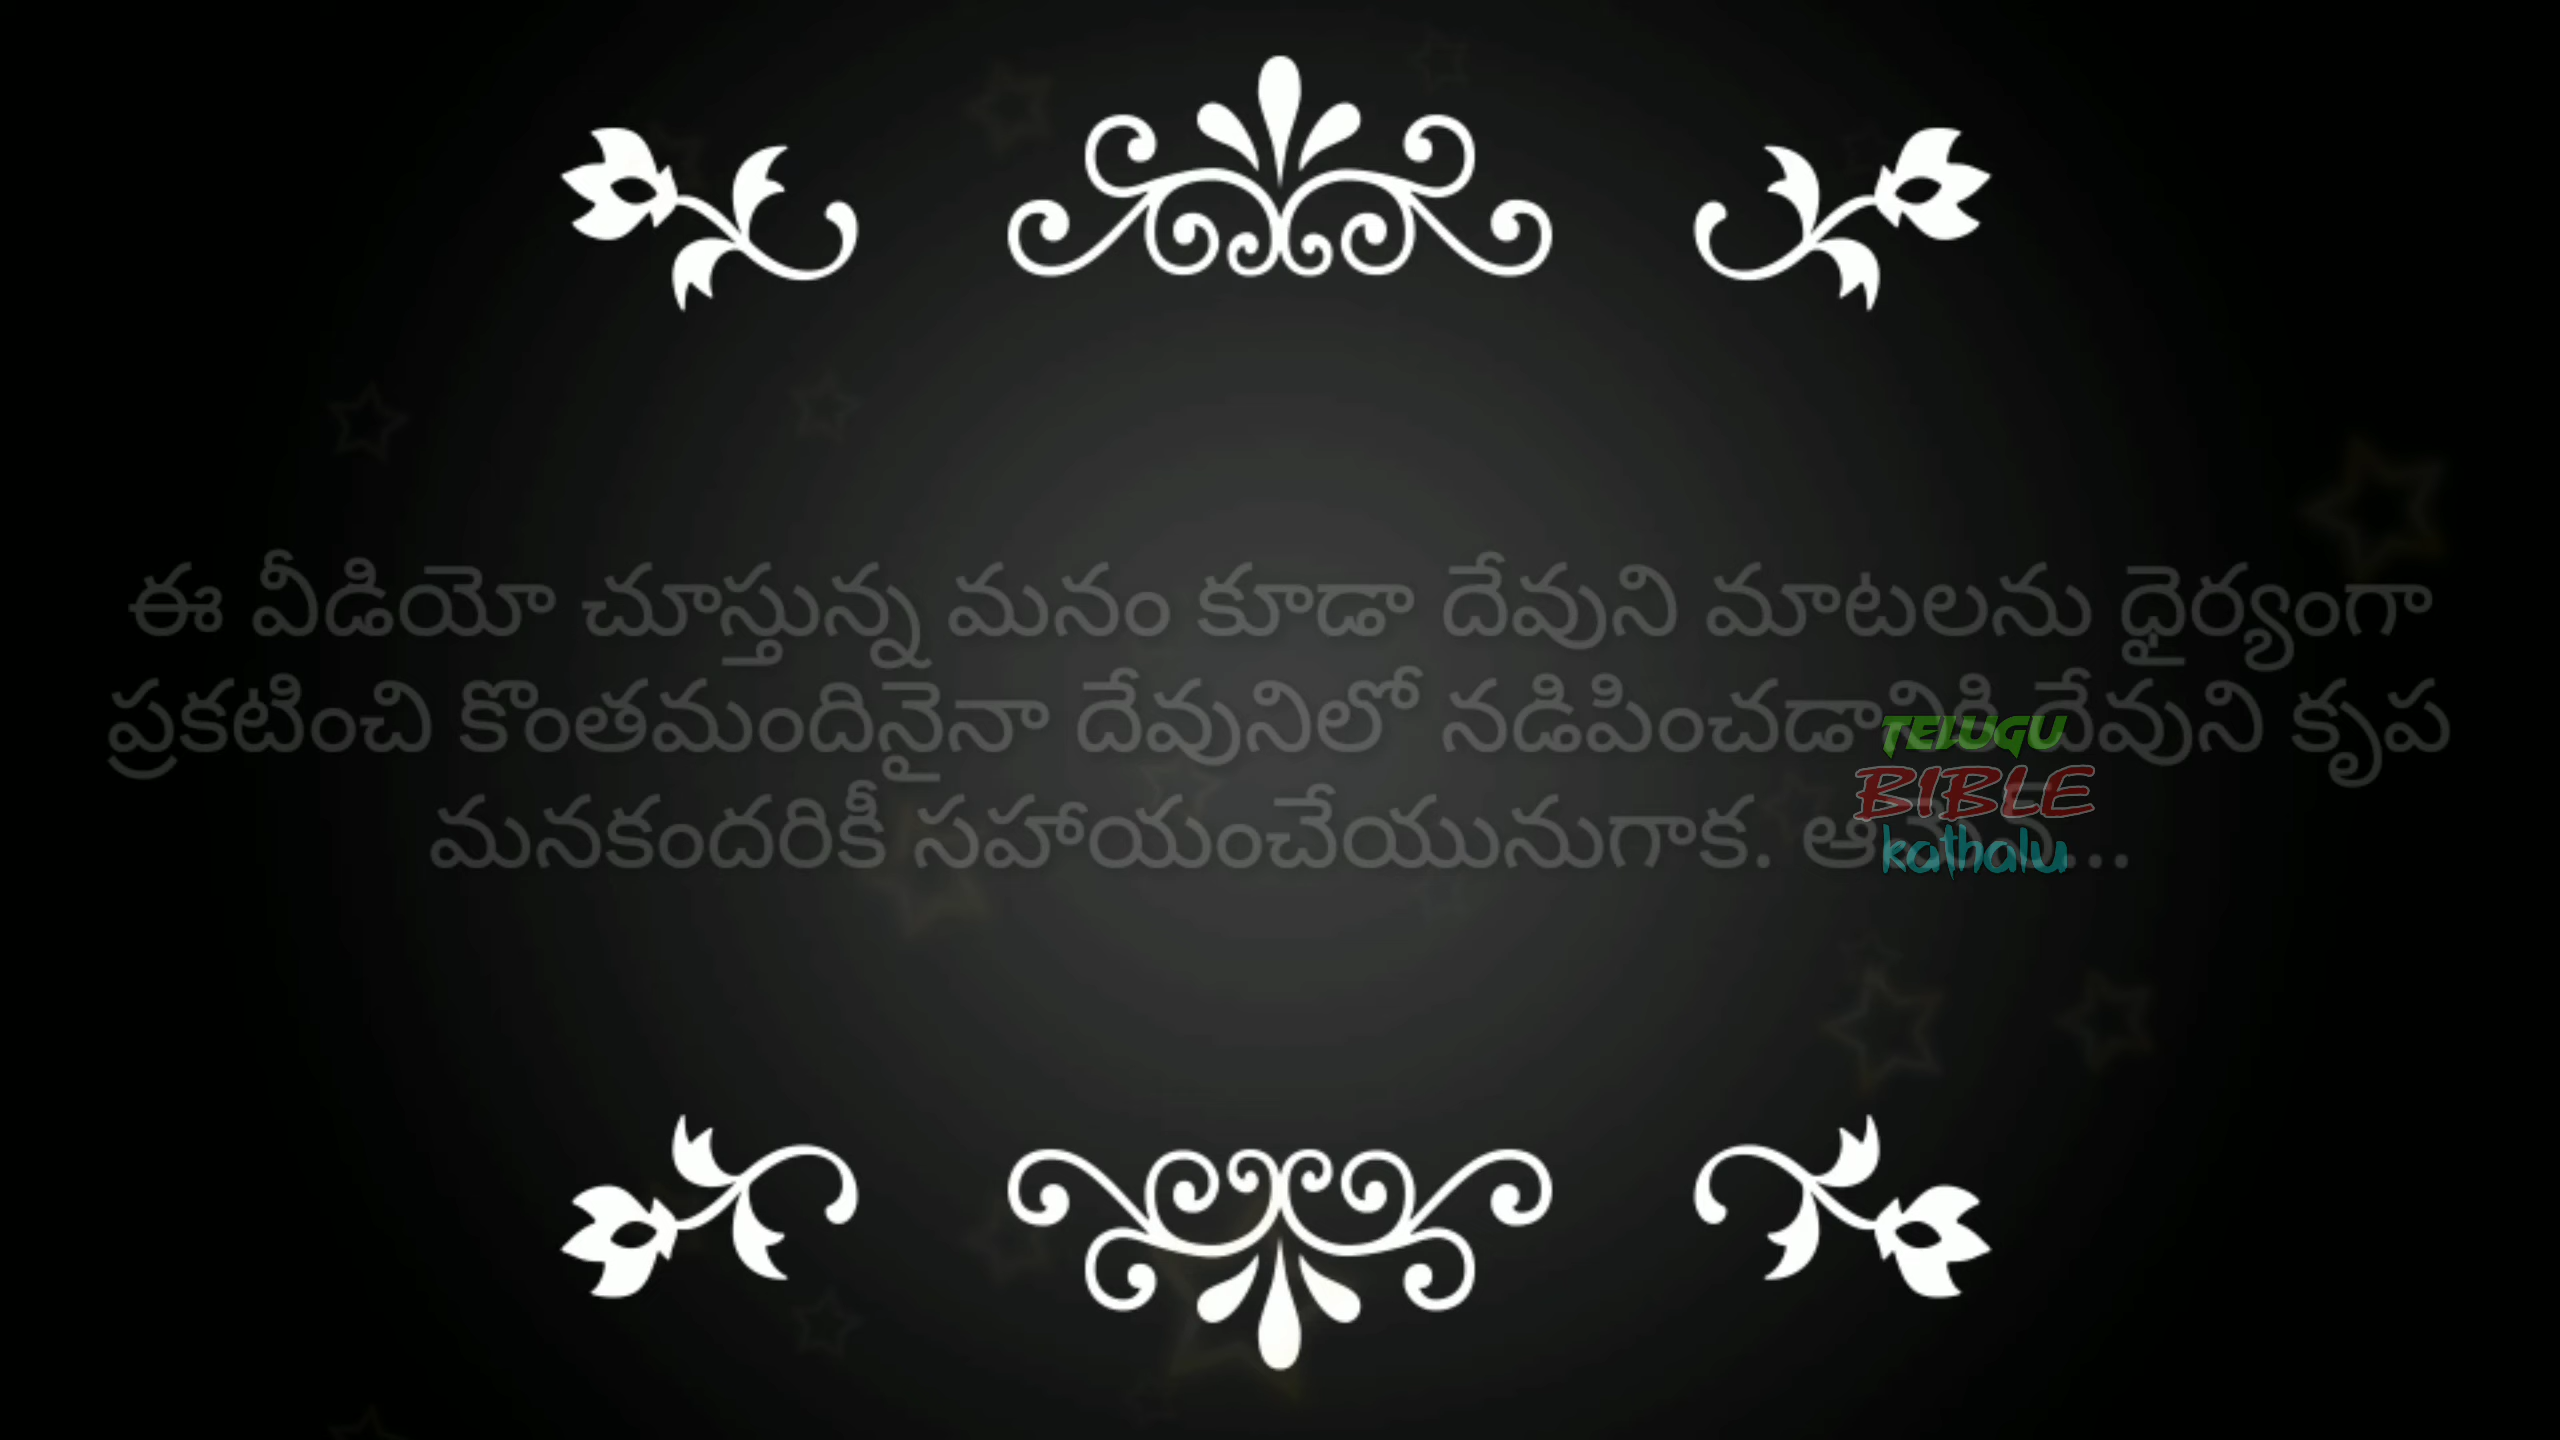 ఈ వీడియో చూస్తున్న మనం కూడా దేవుని మాటలను ధైర్యంగా
ప్రకటించి కొంతమందినైనా దేవునిలో నడిపించడానికి దేవుని కృప
మనకందరికీ సహాయంచేయునుగాక. ఆమెన్...
TELUGU
BIBLE
kathalu